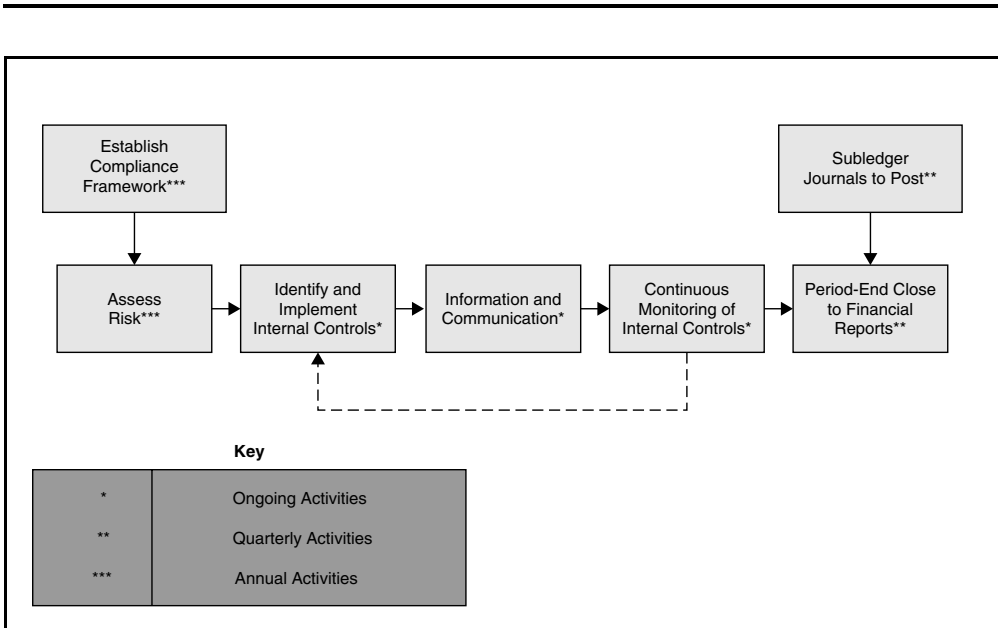 Establish
Compliance
Framework***
Subledger
Journals to Post**
Assess
Risk***
Identify and
Implement
Internal Controls*
Information and
Communication*
Continuous
Monitoring of
Internal Controls*
Period-End Close
to Financial
Reports**
Key
* Ongoing Activities
** Quarterly Activities
*** Annual Activities